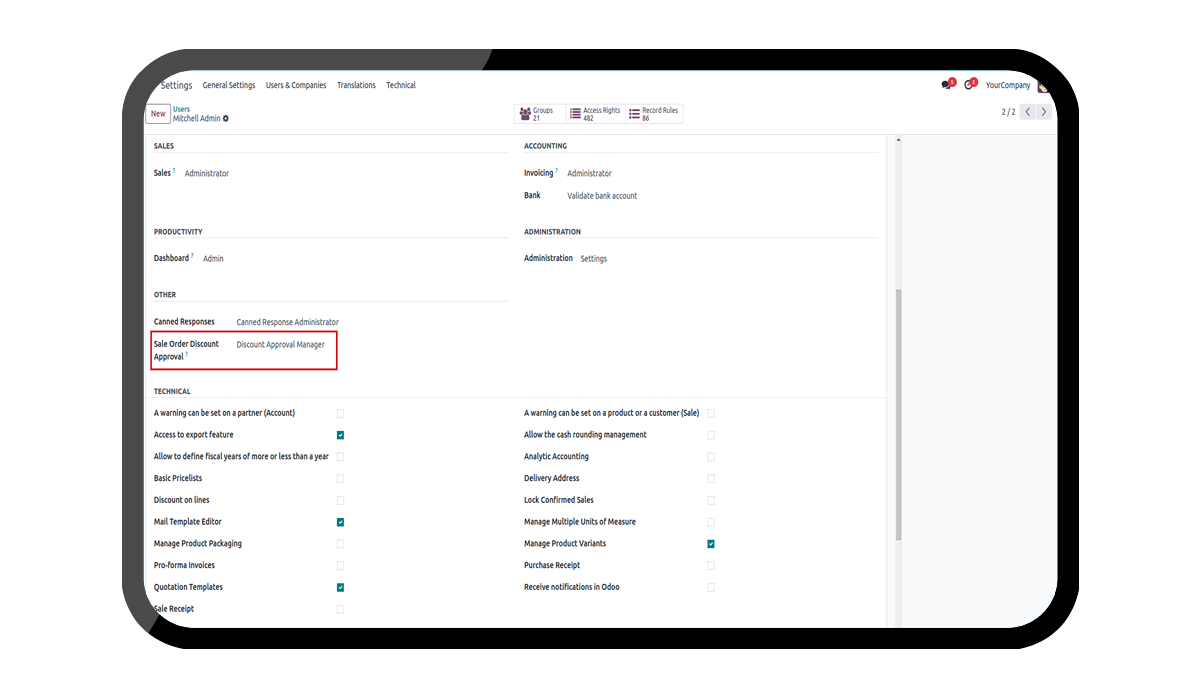 Settings General Settings Users & Companies Translations Technical 5 2 YourCompany
New Users
Mitchell Admin
Groups 21 Access Rights 482 Record Rules 86
2 / 2
SALES
Sales ? Administrator
ACCOUNTING
Invoicing ? Administrator
Bank Validate bank account
PRODUCTIVITY
Dashboard ? Admin
ADMINISTRATION
Administration Settings
OTHER
Canned Responses Canned Response Administrator
Sale Order Discount Discount Approval Manager
Approval ?
TECHNICAL
A warning can be set on a partner (Account) A warning can be set on a product or a customer (Sale)
Access to export feature Allow the cash rounding management
Allow to define fiscal years of more or less than a year Analytic Accounting
Basic Pricelists Delivery Address
Discount on lines Lock Confirmed Sales
Mail Template Editor Manage Multiple Units of Measure
Manage Product Packaging Manage Product Variants
Pro-forma Invoices Purchase Receipt
Quotation Templates Receive notifications in Odoo
Sale Receipt